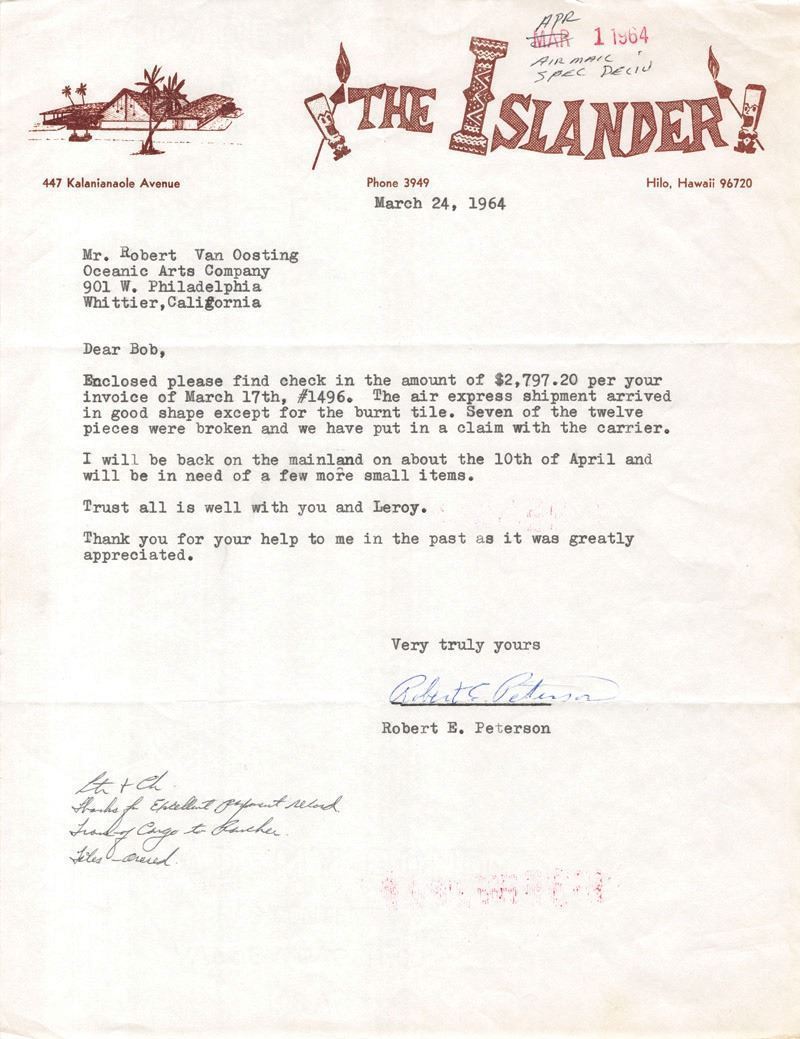 APR
MAR 1 1964
AIR MAIL
SPEC DELIV
THE ISLANDER
447 Kalanianaole Avenue Phone 3949 Hilo, Hawaii 96720
March 24, 1964
Mr. Robert Van Oosting
Oceanic Arts Company
901 W. Philadelphia
Whittier,California
Dear Bob,
Enclosed please find check in the amount of $2,797.20 per your
invoice of March 17th, #1496. The air express shipment arrived
in good shape except for the burnt tile. Seven of the twelve
pieces were broken and we have put in a claim with the carrier.
I will be back on the mainland on about the 10th of April and
will be in need of a few more small items.
Trust all is well with you and Leroy.
Thank you for your help to me in the past as it was greatly
appreciated.
Very truly yours
Robert E. Peterson
Robert E. Peterson
Ltr + Ch
Thanks for Excellent payment record
of Cargo to
Tiles